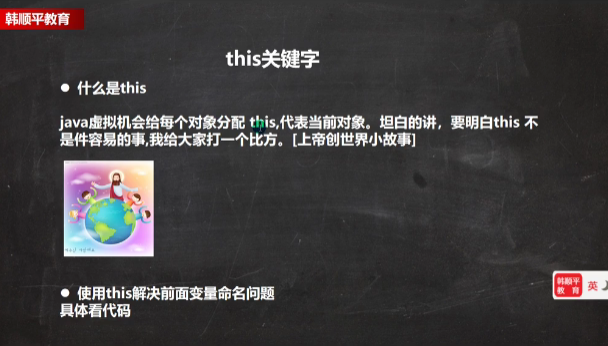 韩顺平教育
this关键字
● 什么是this
java虚拟机会给每个对象分配 this,代表当前对象。坦白的讲，要明白this 不
是件容易的事,我给大家打一个比方。[上帝创世界小故事]
● 使用this解决前面变量命名问题
具体看代码
韩顺平
教 育
英